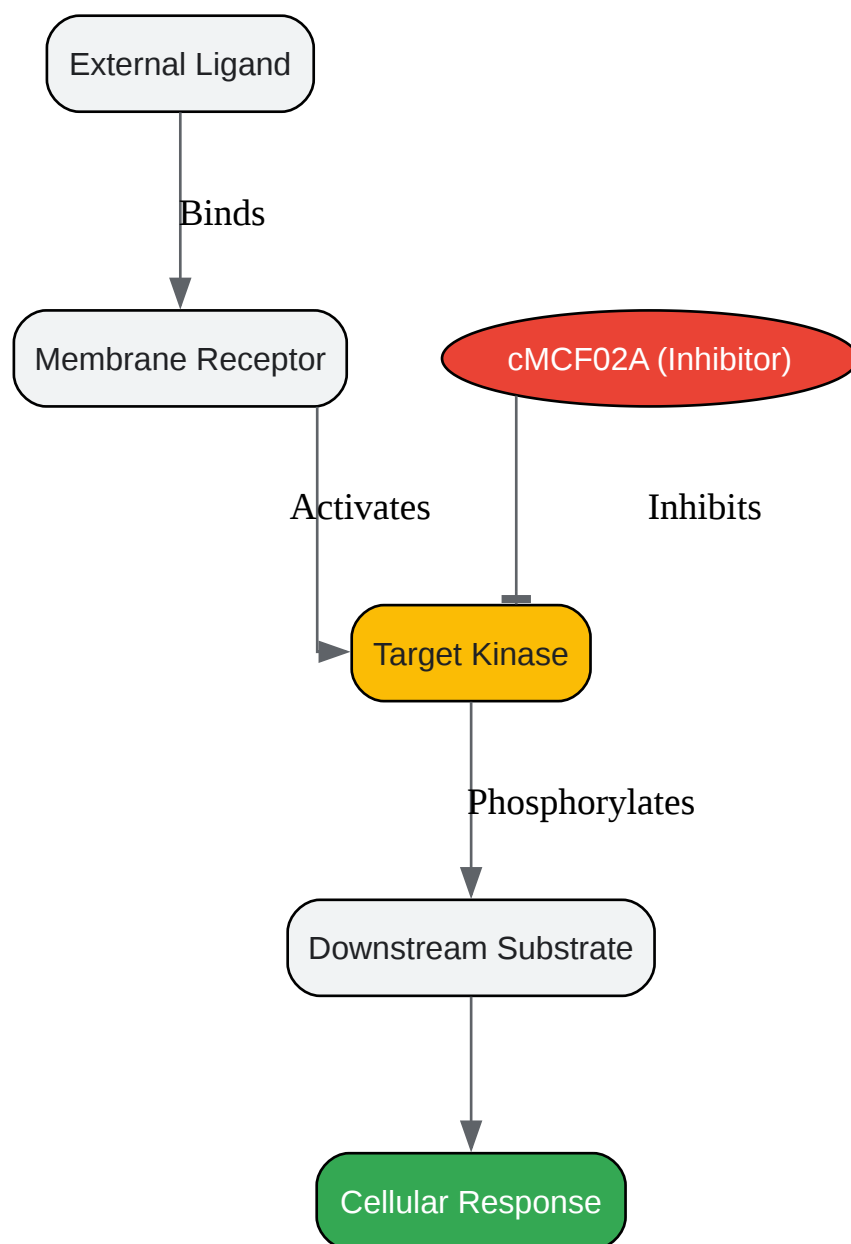 External Ligand
Binds
Membrane Receptor
cMCF02A (Inhibitor)
Activates
Inhibits
Target Kinase
Phosphorylates
Downstream Substrate
Cellular Response